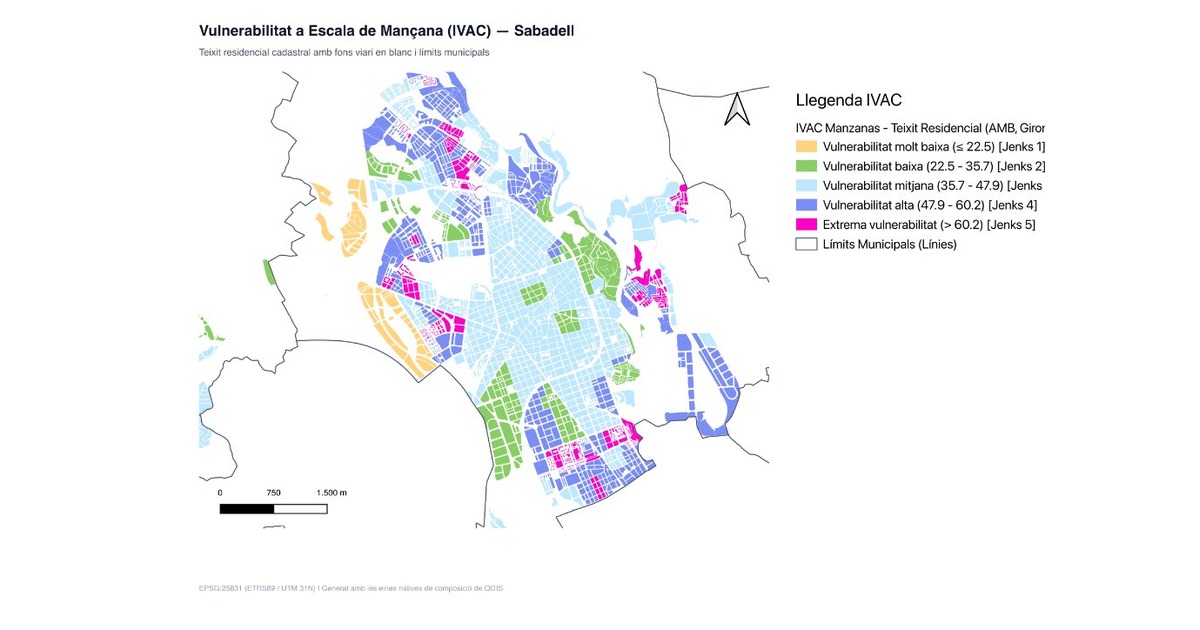 Vulnerabilitat a Escala de Mançana (IVAC) — Sabadell
Teixit residencial cadastral amb fons viari en blanc i límits municipals
Llegenda IVAC
IVAC Manzanas - Teixit Residencial (AMB, Giror
Vulnerabilitat molt baixa (≤ 22.5) [Jenks 1]
Vulnerabilitat baixa (22.5 - 35.7) [Jenks 2]
Vulnerabilitat mitjana (35.7 - 47.9) [Jenks
Vulnerabilitat alta (47.9 - 60.2) [Jenks 4]
Extrema vulnerabilitat (> 60.2) [Jenks 5]
Límits Municipals (Línies)
0 750 1.500 m
EPSG:25831 (ETRS89 / UTM 31N) | Generat amb les eines natives de composició de QGIS